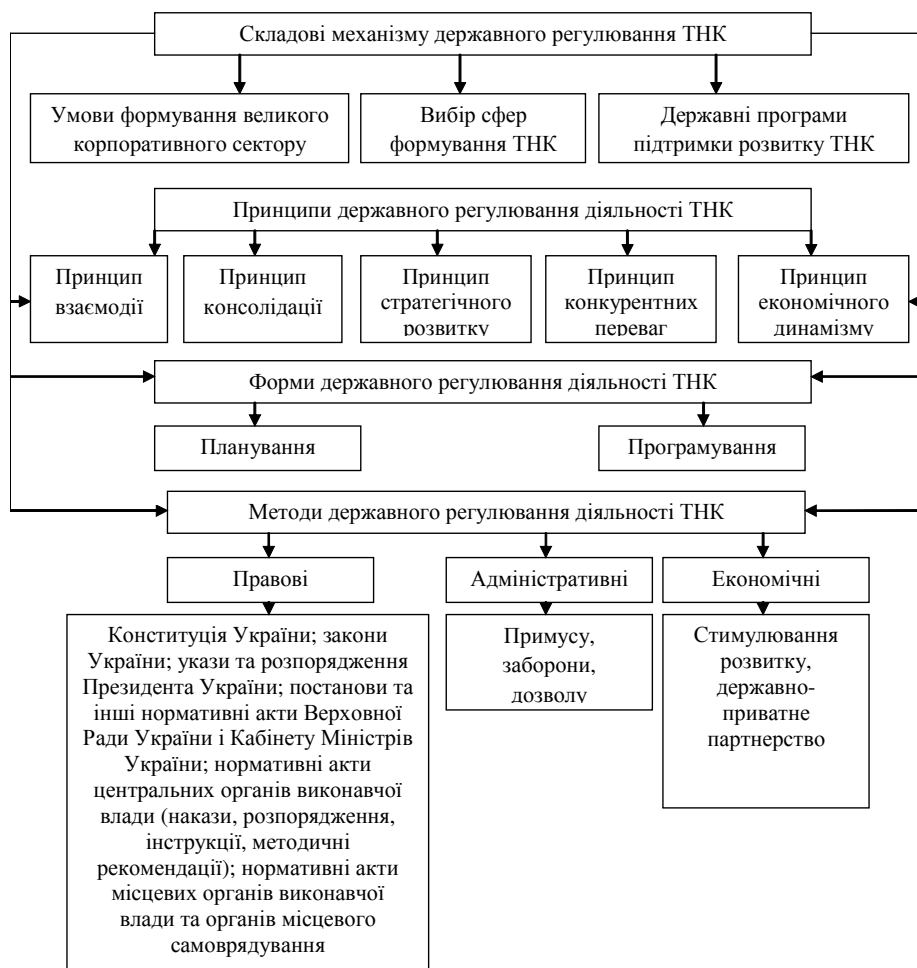 Складові механізму державного регулювання ТНК
Умови формування великого
корпоративного сектору
Вибір сфер
формування ТНК
Державні програми
підтримки розвитку ТНК
Принципи державного регулювання діяльності ТНК
Принцип
взаємодії
Принцип
консолідації
Принцип
стратегічного
розвитку
Принцип
конкурентних
переваг
Принцип
економічного
динамізму
Форми державного регулювання діяльності ТНК
Планування
Програмування
Методи державного регулювання діяльності ТНК
Правові
Адміністративні
Економічні
Конституція України; закони
України; укази та розпорядження
Президента України; постанови та
інші нормативні акти Верховної
Ради України і Кабінету Міністрів
України; нормативні акти
центральних органів виконавчої
влади (накази, розпорядження,
інструкції, методичні
рекомендації); нормативні акти
місцевих органів виконавчої
влади та органів місцевого
самоврядування
Примусу,
заборони,
дозволу
Стимулювання
розвитку,
державно-
приватне
партнерство